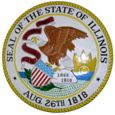 SEAL OF THE STATE OF ILLINOIS
1868
1818
AUG. 26TH 1818